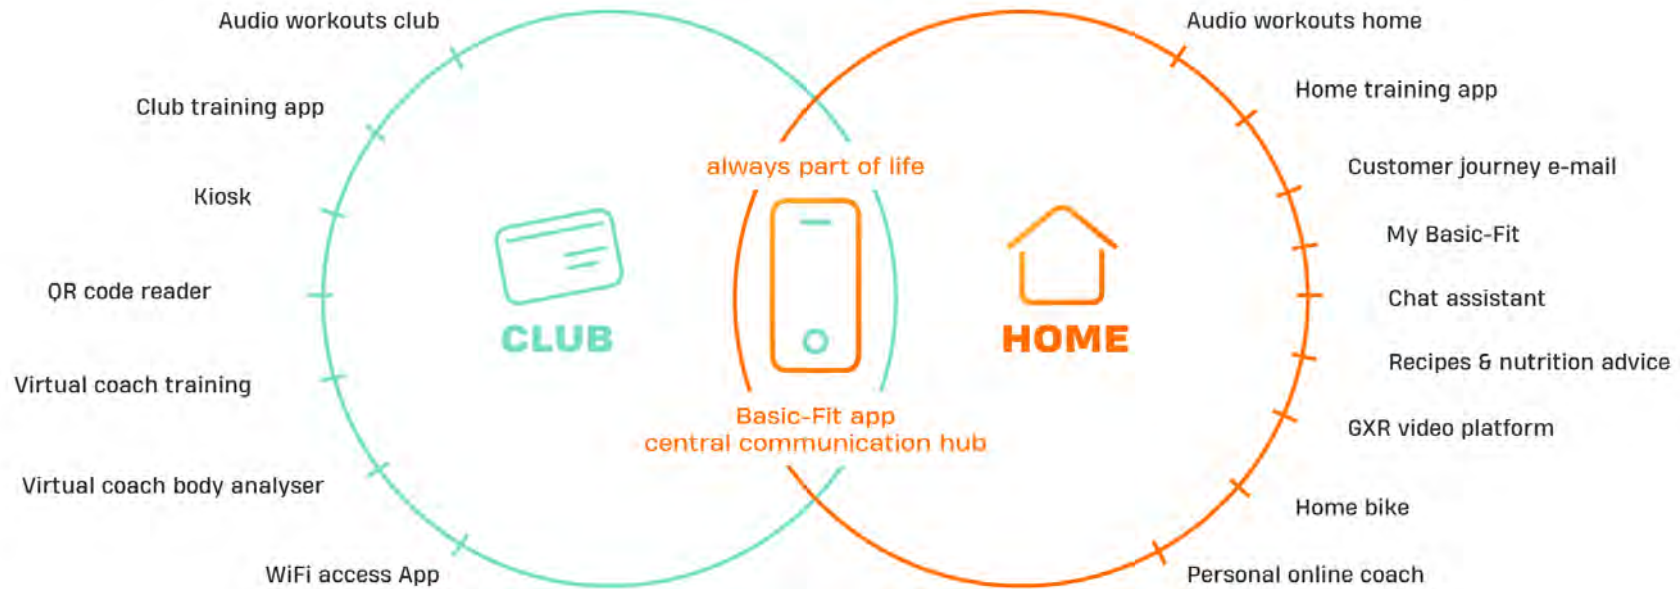 Audio workouts club
Club training app
Kiosk
QR code reader
Virtual coach training
Virtual coach body analyser
WiFi access App
CLUB
always part of life
Basic-Fit app
central communication hub
HOME
Audio workouts home
Home training app
Customer journey e-mail
My Basic-Fit
Chat assistant
Recipes & nutrition advice
GXR video platform
Home bike
Personal online coach